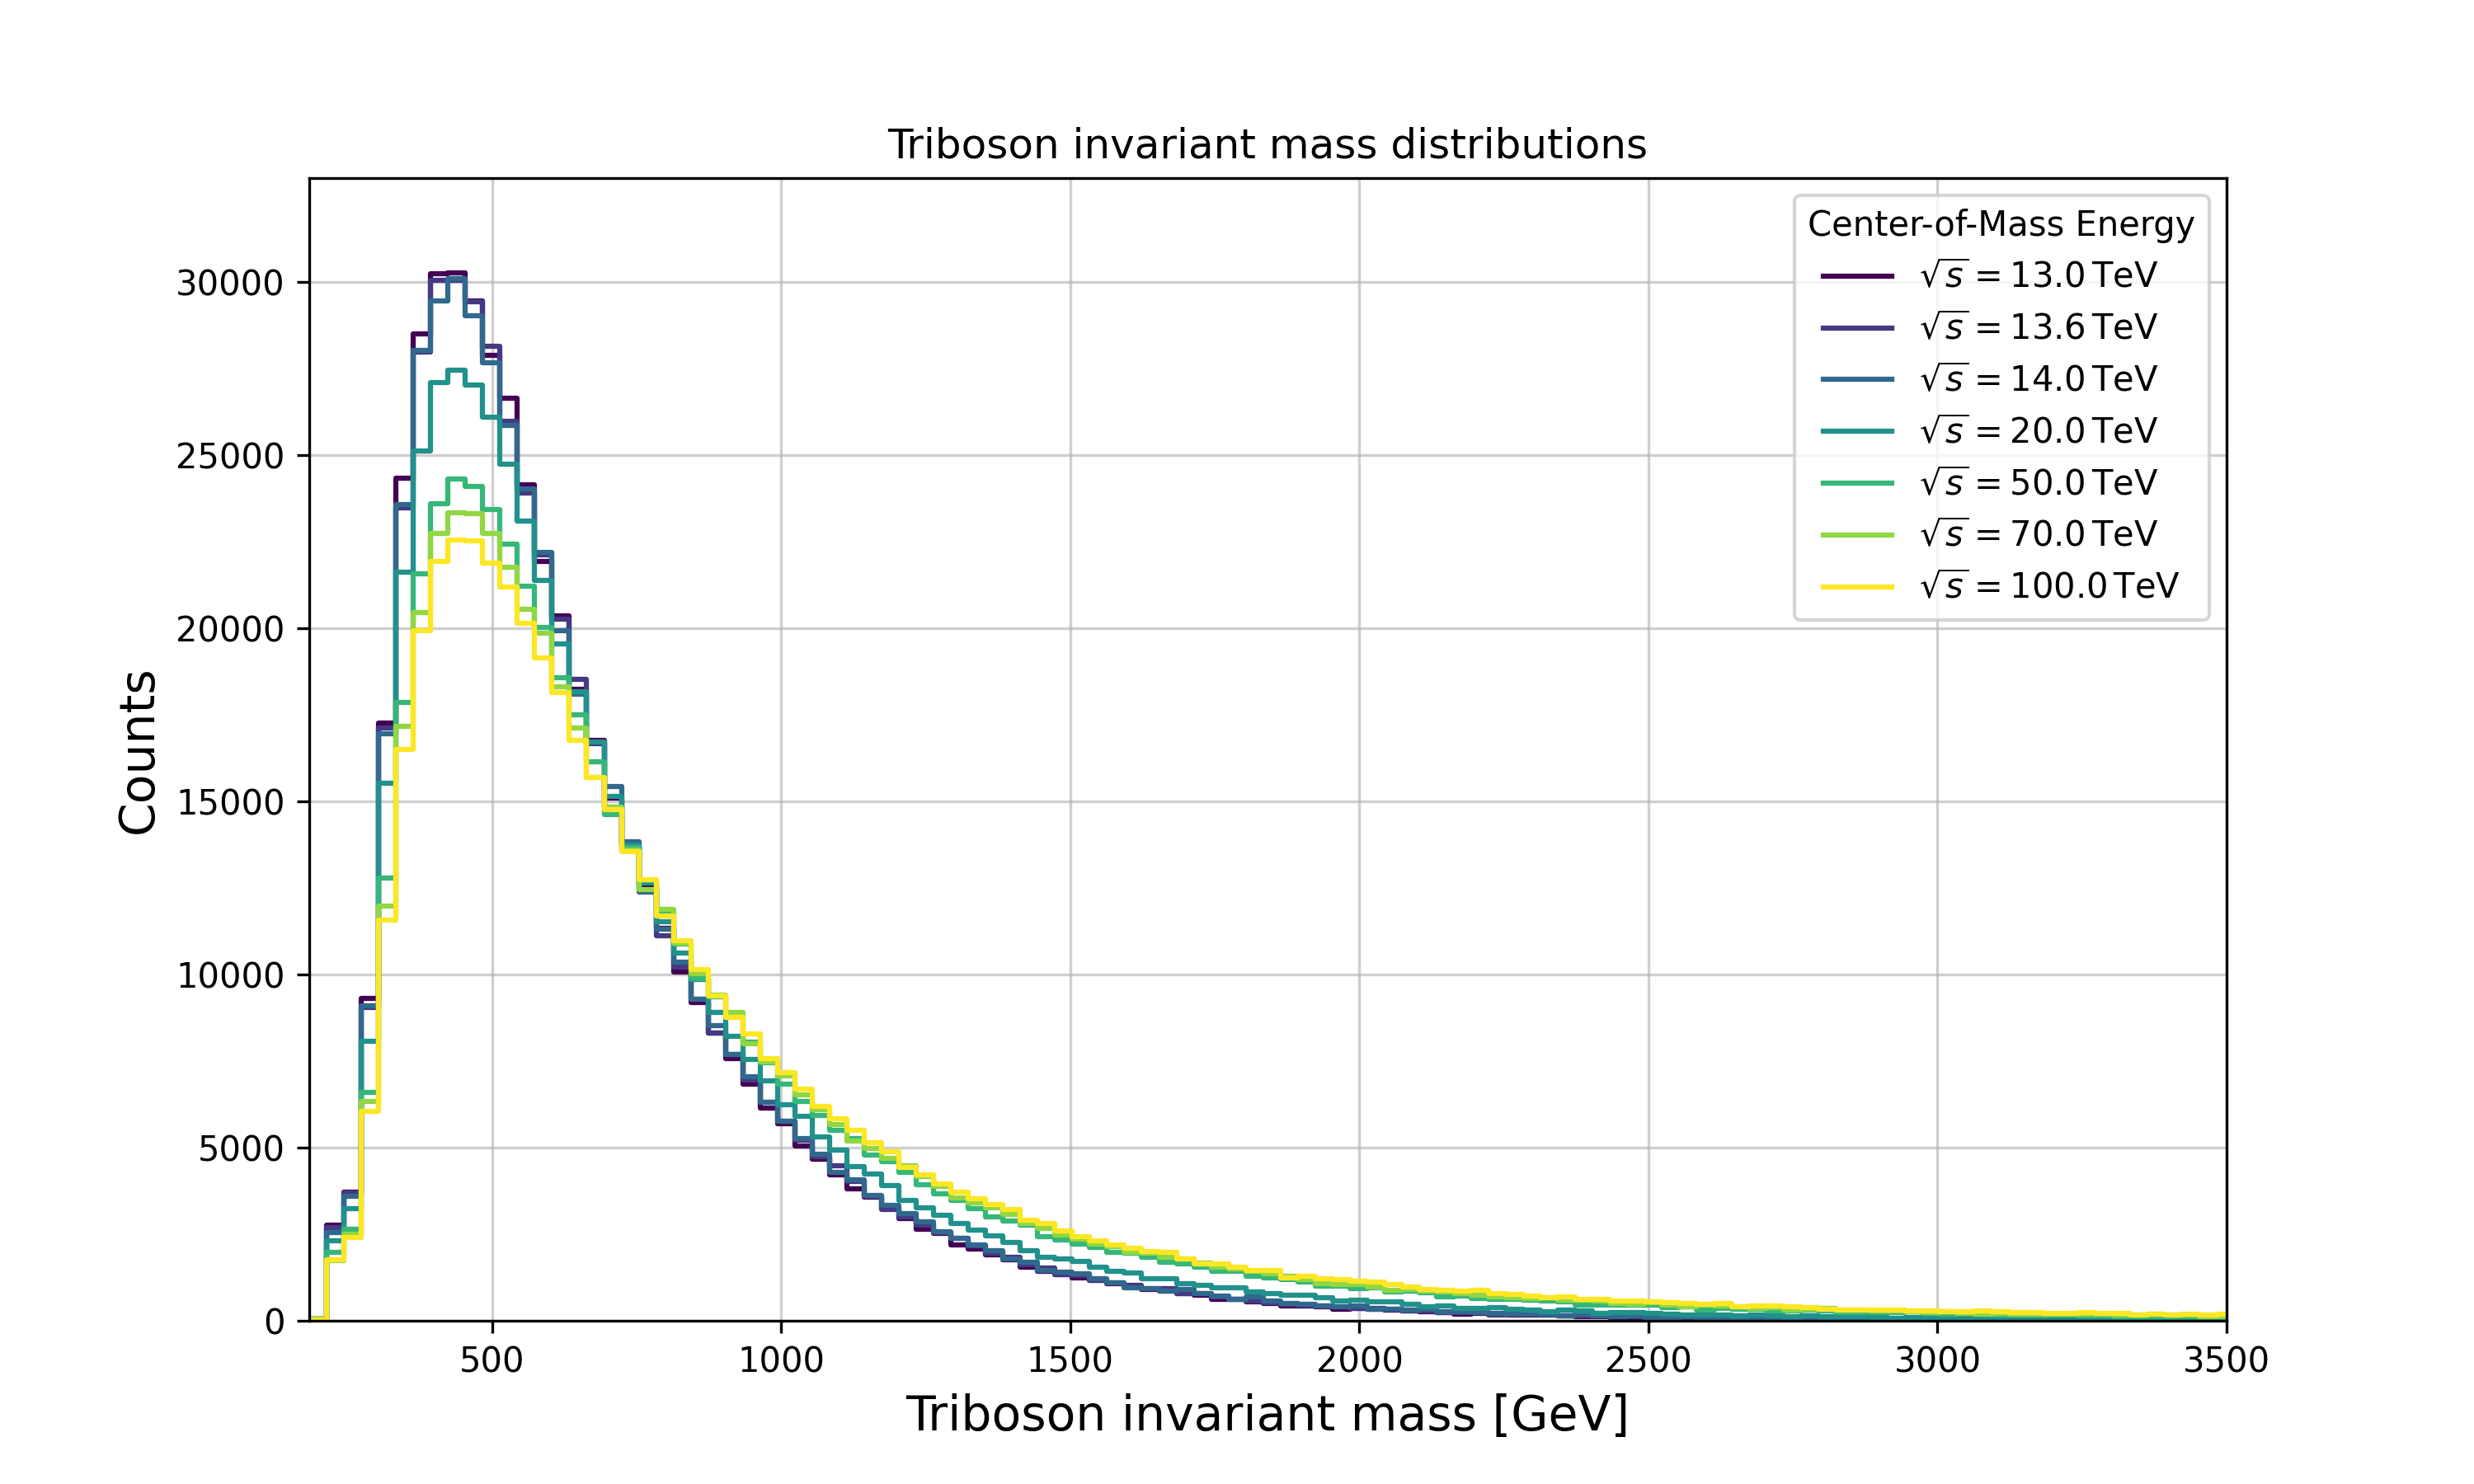 Triboson invariant mass distributions
Center-of-Mass Energy
√s = 13.0 TeV
√s = 13.6 TeV
√s = 14.0 TeV
√s = 20.0 TeV
√s = 50.0 TeV
√s = 70.0 TeV
√s = 100.0 TeV
Counts
30000
25000
20000
15000
10000
5000
0
500 1000 1500 2000 2500 3000 3500
Triboson invariant mass [GeV]